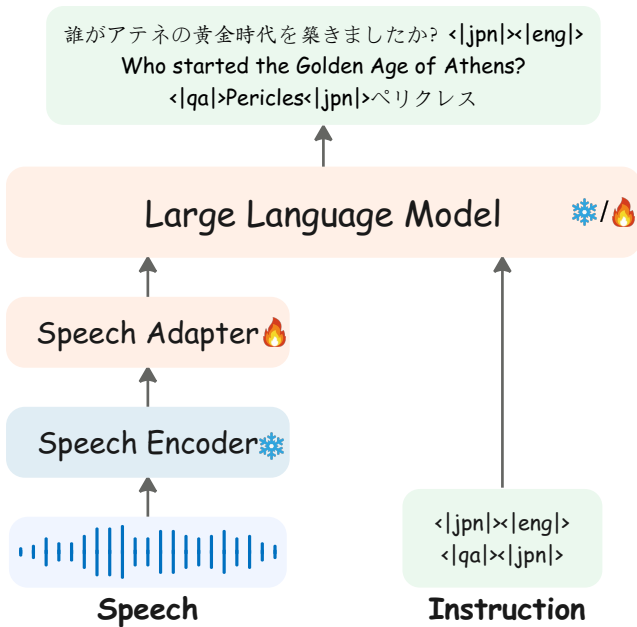 誰がアテネの黄金時代を築きましたか? <|jpn|><|eng|>
Who started the Golden Age of Athens?
<|qa|>Pericles<|jpn|>ペリクレス
Large Language Model
/
Speech Adapter
Speech Encoder
<|jpn|><|eng|>
<|qa|><|jpn|>
Speech
Instruction